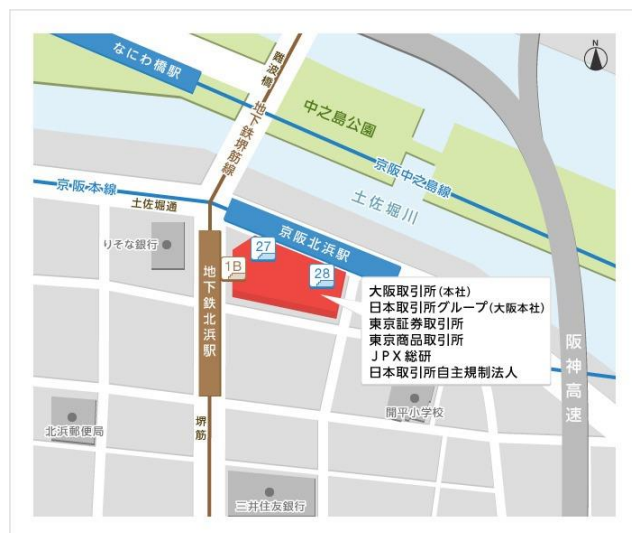 N
なにわ橋駅
難波橋
地下鉄堺筋線
中之島公園
京阪中之島線
京阪本線
土佐堀通
土佐堀川
りそな銀行
京阪北浜駅
27
1B
28
地下鉄北浜駅
大阪取引所(本社)
日本取引所グループ(大阪本社)
東京証券取引所
東京商品取引所
JPX総研
日本取引所自主規制法人
阪神高速
開平小学校
北浜郵便局
堺筋
三井住友銀行